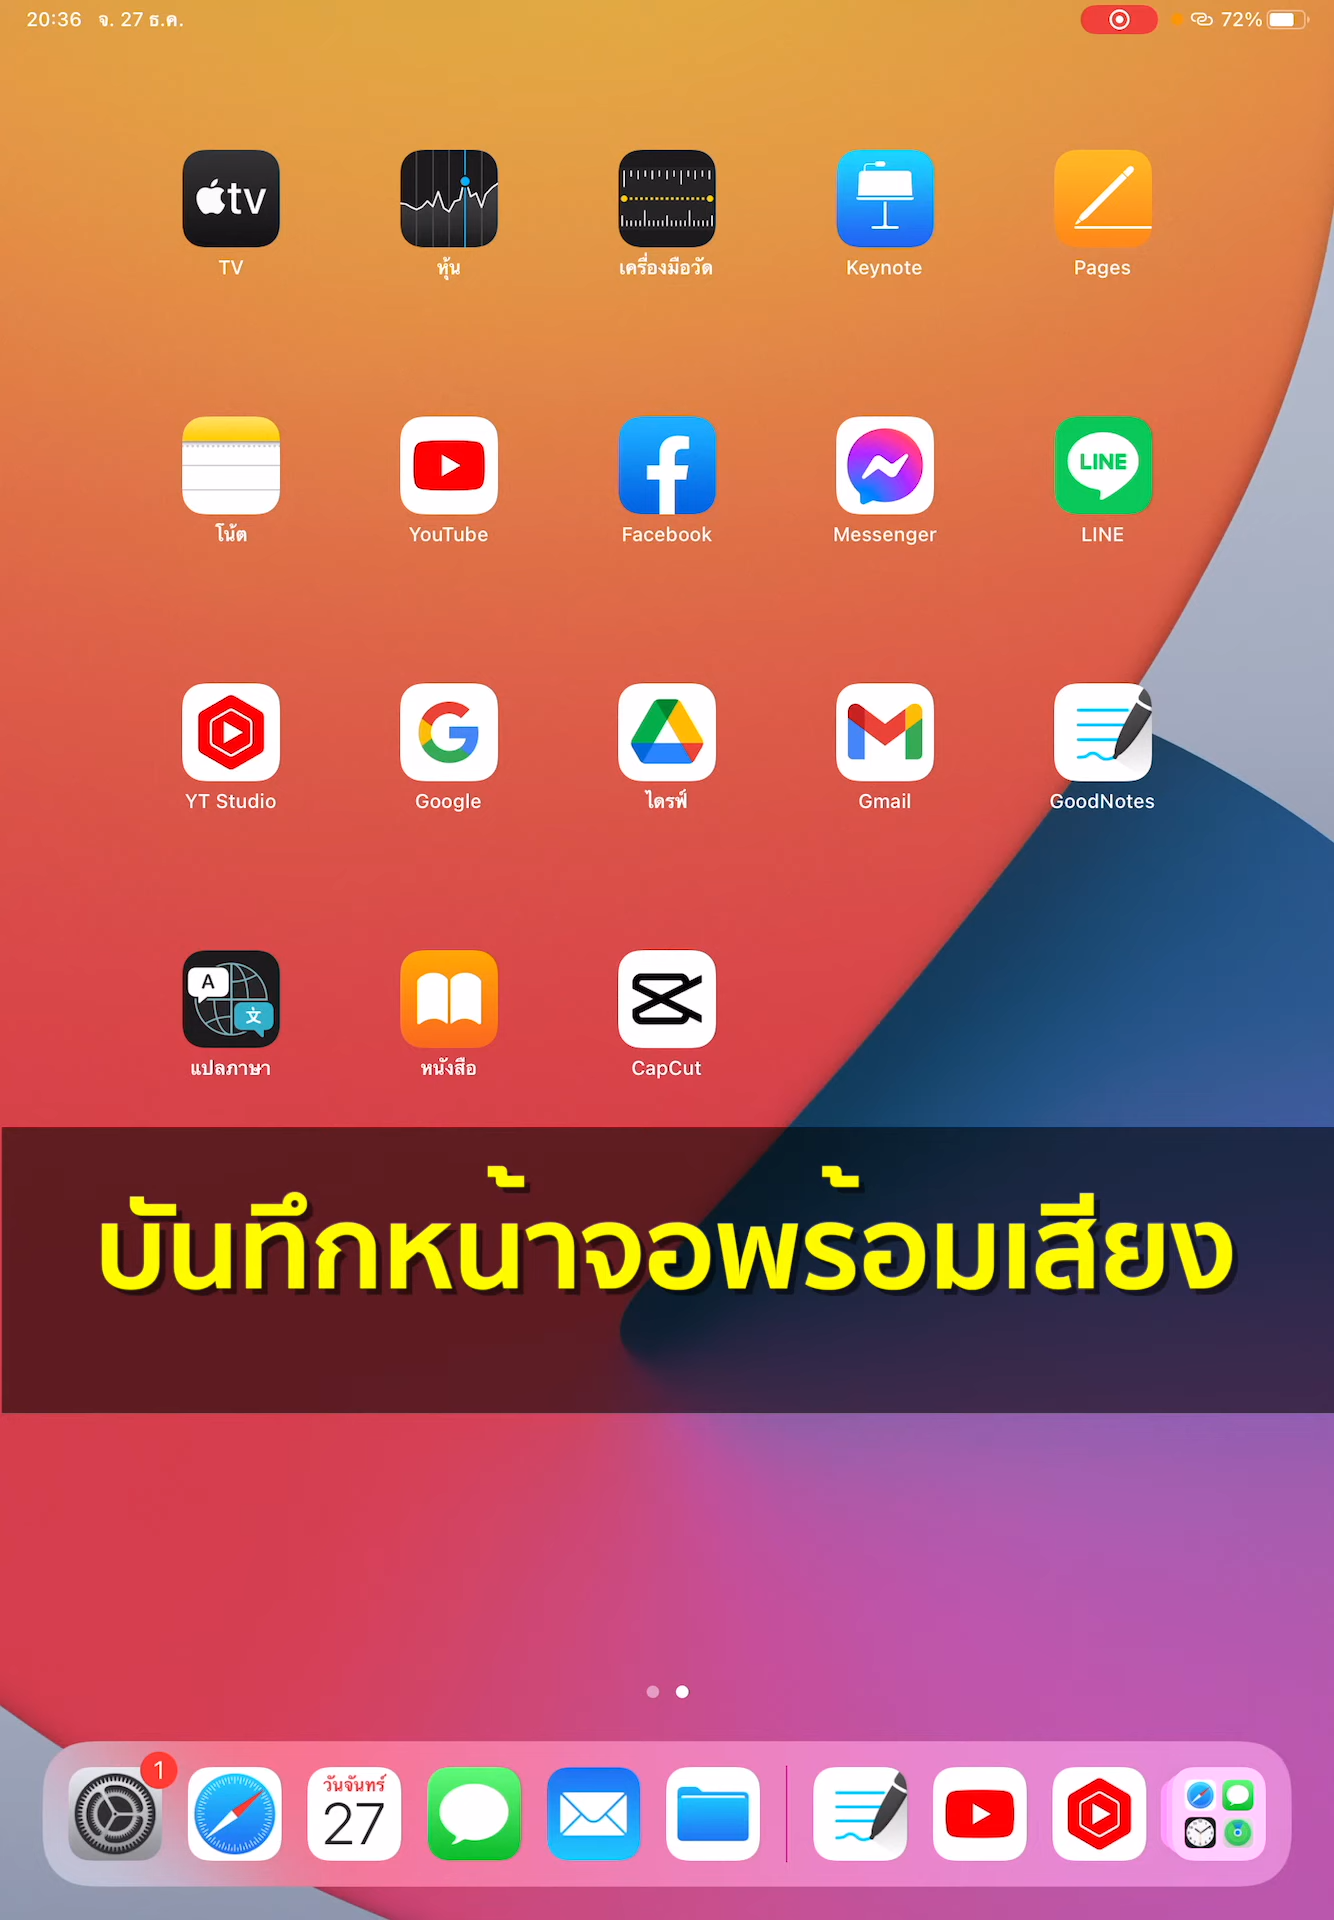 20:36 จ. 27 ธ.ค.
72%
tv
TV
หุ้น
เครื่องมือวัด
Keynote
Pages
LINE
โน้ต
YouTube
Facebook
Messenger
LINE
YT Studio
Google
ไดรฟ์
Gmail
GoodNotes
A
文
แปลภาษา
หนังสือ
CapCut
บันทึกหน้าจอพร้อมเสียง
1
วันจันทร์
27